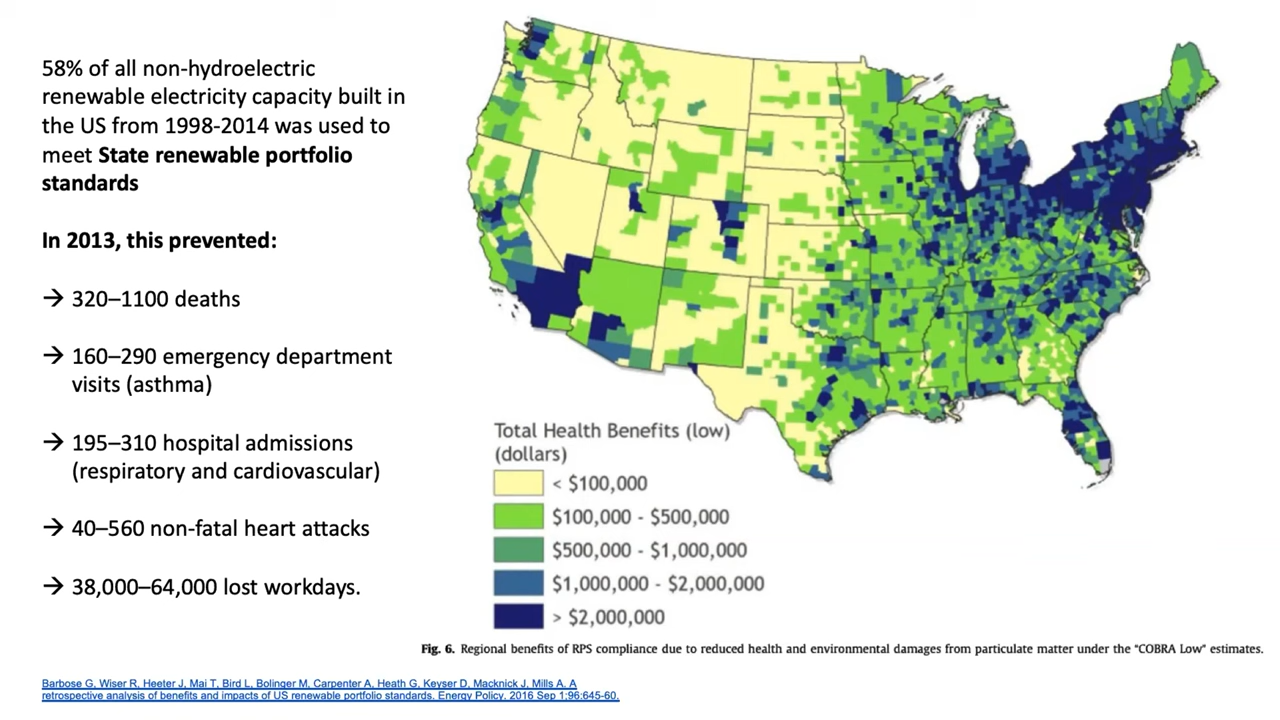 58% of all non-hydroelectric
renewable electricity capacity built in
the US from 1998-2014 was used to
meet State renewable portfolio
standards
In 2013, this prevented:
→ 320–1100 deaths
→ 160–290 emergency department
visits (asthma)
→ 195–310 hospital admissions
(respiratory and cardiovascular)
→ 40–560 non-fatal heart attacks
→ 38,000–64,000 lost workdays.
Total Health Benefits (low)
(dollars)
< $100,000
$100,000 - $500,000
$500,000 - $1,000,000
$1,000,000 - $2,000,000
> $2,000,000
Fig. 6. Regional benefits of RPS compliance due to reduced health and environmental damages from particulate matter under the "COBRA Low" estimates.
Barbose G, Wiser R, Heeter J, Mai T, Bird L, Bolinger M, Carpenter A, Heath G, Keyser D, Macknick J, Mills A. A
retrospective analysis of benefits and impacts of US renewable portfolio standards. Energy Policy. 2016 Sep 1;96:645-60.